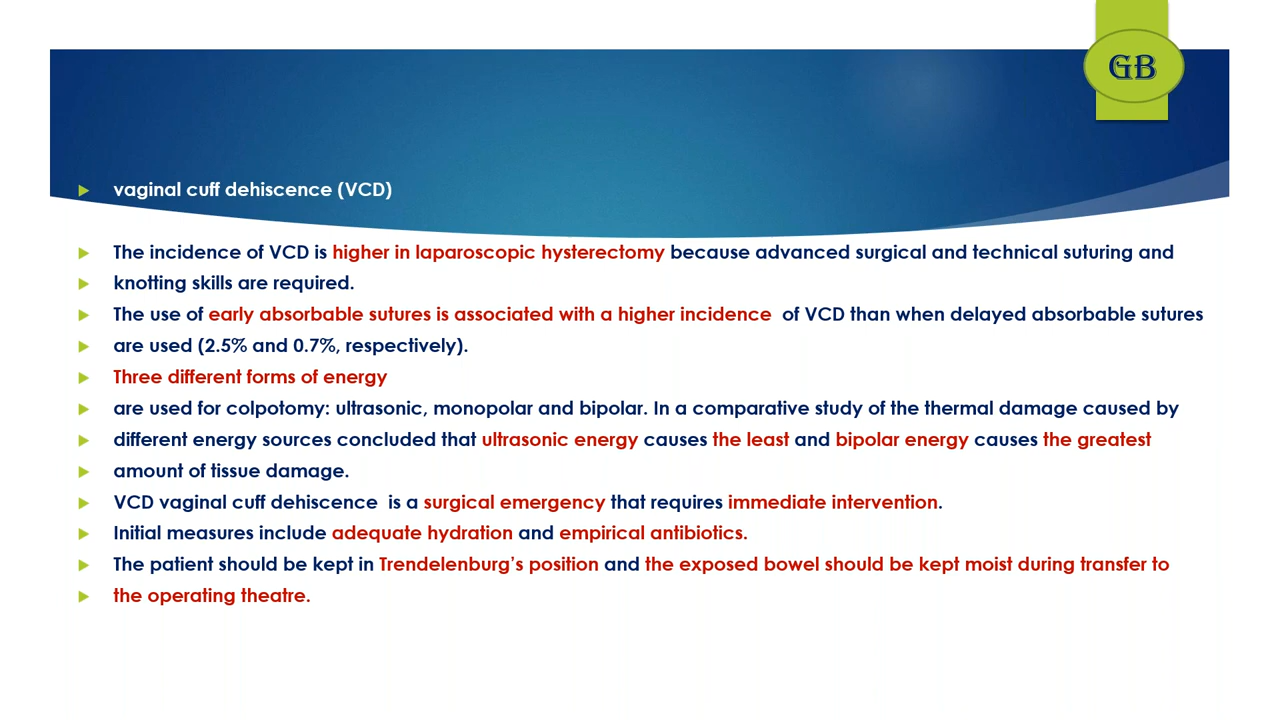 GB
vaginal cuff dehiscence (VCD)
The incidence of VCD is higher in laparoscopic hysterectomy because advanced surgical and technical suturing and
knotting skills are required.
The use of early absorbable sutures is associated with a higher incidence  of VCD than when delayed absorbable sutures
are used (2.5% and 0.7%, respectively).
Three different forms of energy
are used for colpotomy: ultrasonic, monopolar and bipolar. In a comparative study of the thermal damage caused by
different energy sources concluded that ultrasonic energy causes the least and bipolar energy causes the greatest
amount of tissue damage.
VCD vaginal cuff dehiscence  is a surgical emergency that requires immediate intervention.
Initial measures include adequate hydration and empirical antibiotics.
The patient should be kept in Trendelenburg’s position and the exposed bowel should be kept moist during transfer to
the operating theatre.